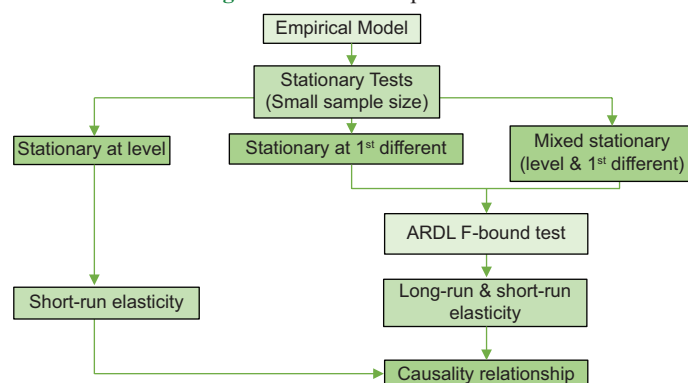 Empirical Model
Stationary Tests
(Small sample size)
Stationary at level
Stationary at 1st different
Mixed stationary
(level & 1st different)
ARDL F-bound test
Short-run elasticity
Long-run & short-run
elasticity
Causality relationship